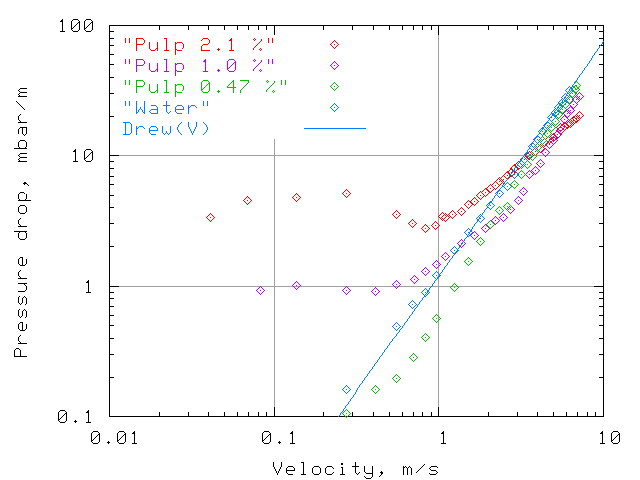 100
"Pulp 2.1 %"
"Pulp 1.0 %"
"Pulp 0.47 %"
"Water"
Drew(V)
10
1
0.1
Pressure drop, mbar/m
0.01 0.1 1 10
Velocity, m/s